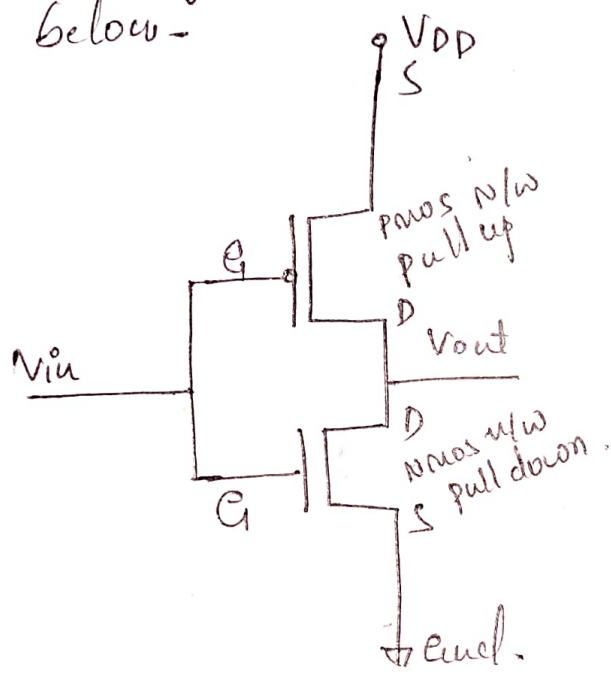 below-
VDD
S
PMOS N/W
pull up
G
D
Vout
Vin
D
NMOS N/W
pull down.
G
S
Gnd.